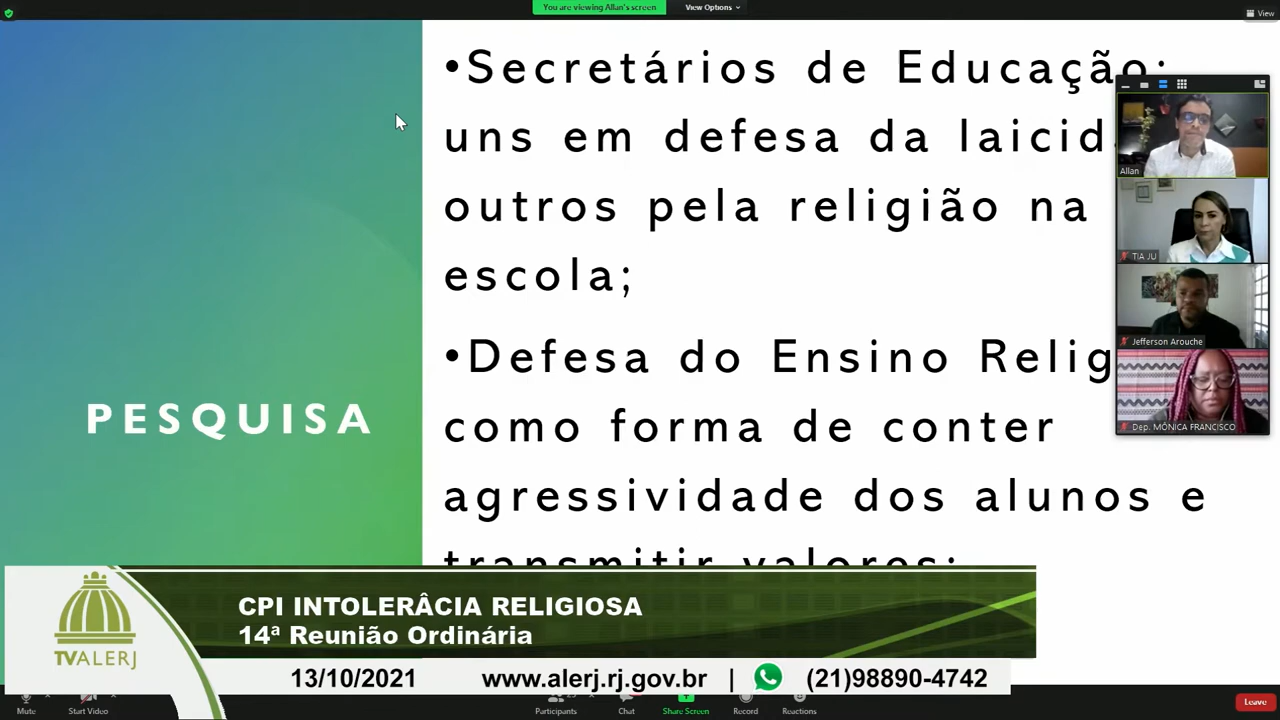 You are viewing Allan's screen
View Options
View
•Secretários de Educação:
uns em defesa da
outros pela religião na
escola;
•Defesa do Ensino
como forma de conter
agressividade dos alunos e
transmitir valores;
PESQUISA
Allan
TIA JU
Jefferson Arouche
Dep. MÔNICA FRANCISCO
CPI INTOLERÂCIA RELIGIOSA
14ª Reunião Ordinária
TVALERJ
13/10/2021 www.alerj.rj.gov.br | (21)98890-4742
Mute
Start Video
Participants
Chat
Share Screen
Record
Reactions
Leave